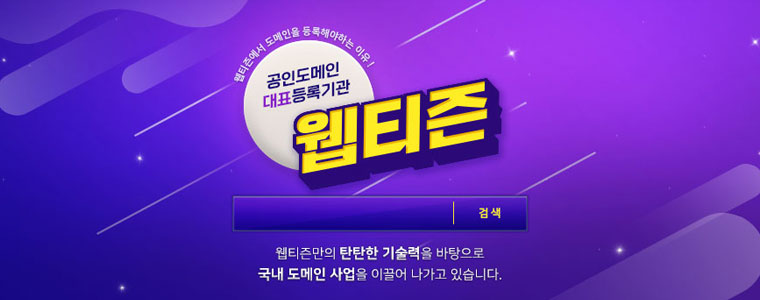 웹티즌에서 도메인을 등록해야하는 이유!
공인도메인
대표등록기관
웹티즌
검색
웹티즌만의 탄탄한 기술력을 바탕으로
국내 도메인 사업을 이끌어 나가고 있습니다.